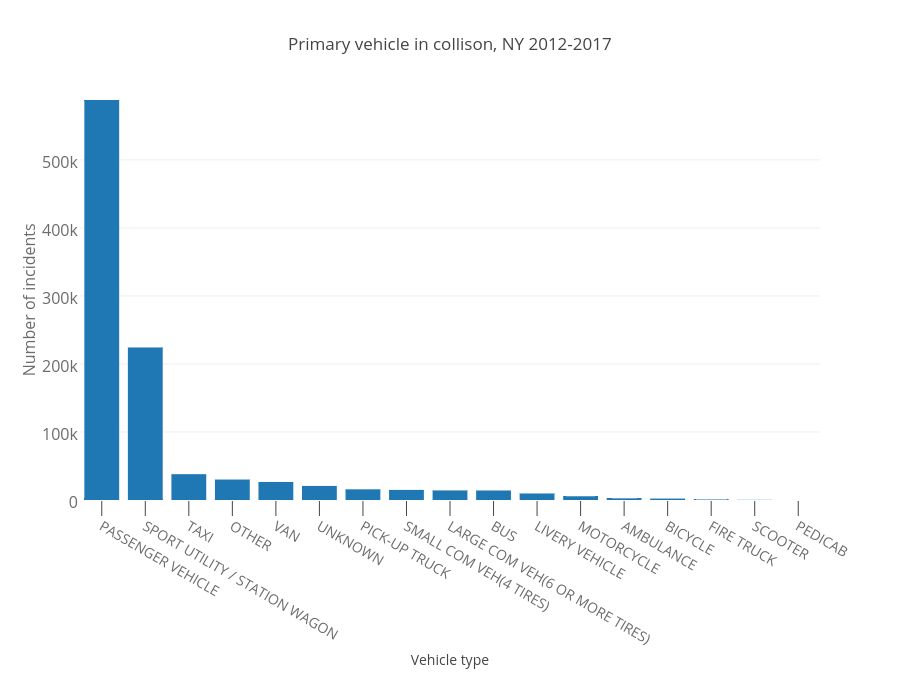 Primary vehicle in collison, NY 2012-2017
Number of incidents
500k
400k
300k
200k
100k
0
PASSENGER VEHICLE
SPORT UTILITY / STATION WAGON
TAXI
OTHER
VAN
UNKNOWN
PICK-UP TRUCK
SMALL COM VEH(4 TIRES)
LARGE COM VEH(6 OR MORE TIRES)
BUS
LIVERY VEHICLE
MOTORCYCLE
AMBULANCE
BICYCLE
FIRE TRUCK
SCOOTER
PEDICAB
Vehicle type